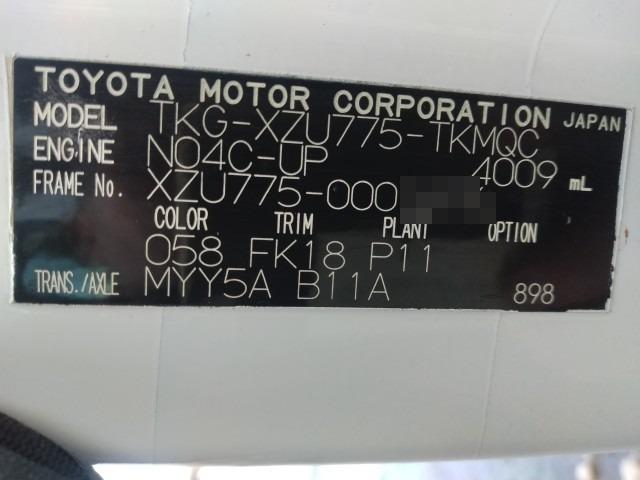 TOYOTA MOTOR CORPORATION JAPAN
MODEL TKG-XZU775-TKMQC
ENGINE N04C-UP 4009 mL
FRAME No. XZU775-000
COLOR TRIM PLANT OPTION
058 FK18 P11
TRANS./AXLE MYY5A B11A 898